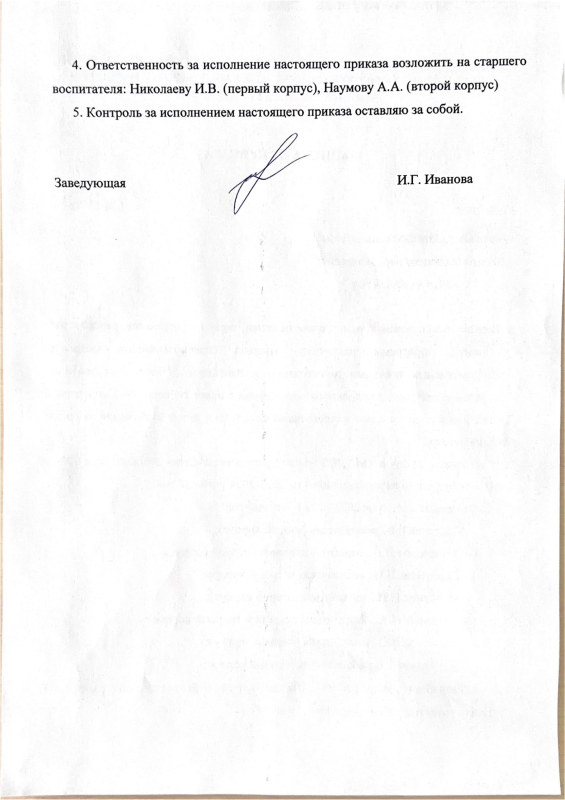 4. Ответственность за исполнение настоящего приказа возложить на старшего
воспитателя: Николаеву И.В. (первый корпус), Наумову А.А. (второй корпус)
5. Контроль за исполнением настоящего приказа оставляю за собой.
Заведующая И.Г. Иванова